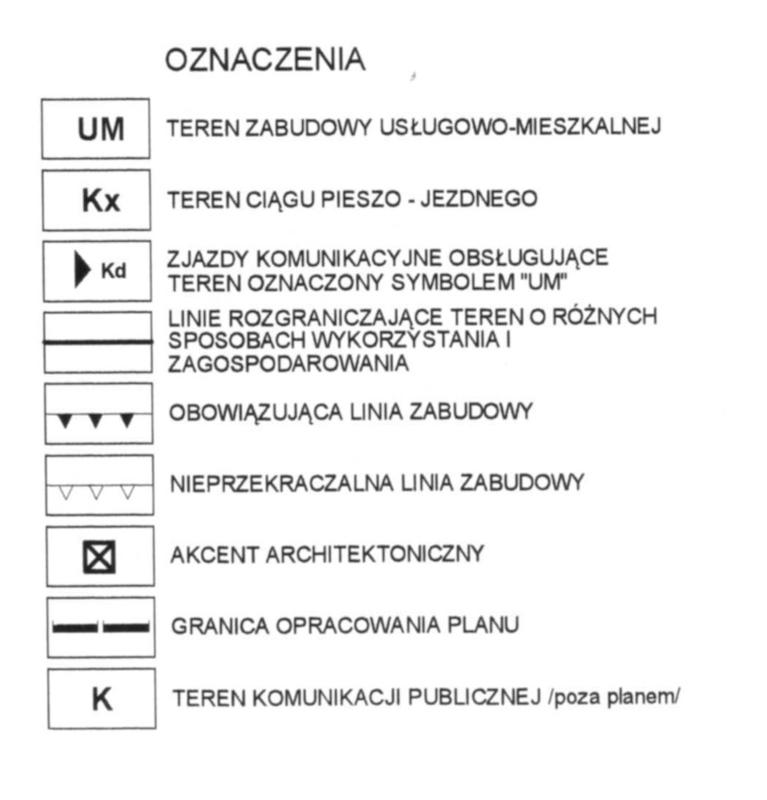 OZNACZENIA
UM TEREN ZABUDOWY USŁUGOWO-MIESZKALNEJ
Kx TEREN CIĄGU PIESZO - JEZDNEGO
Kd ZJAZDY KOMUNIKACYJNE OBSŁUGUJĄCE
TEREN OZNACZONY SYMBOLEM "UM"
LINIE ROZGRANICZAJĄCE TEREN O RÓŻNYCH
SPOSOBACH WYKORZYSTANIA I
ZAGOSPODAROWANIA
OBOWIĄZUJĄCA LINIA ZABUDOWY
NIEPRZEKRACZALNA LINIA ZABUDOWY
AKCENT ARCHITEKTONICZNY
GRANICA OPRACOWANIA PLANU
K TEREN KOMUNIKACJI PUBLICZNEJ /poza planem/